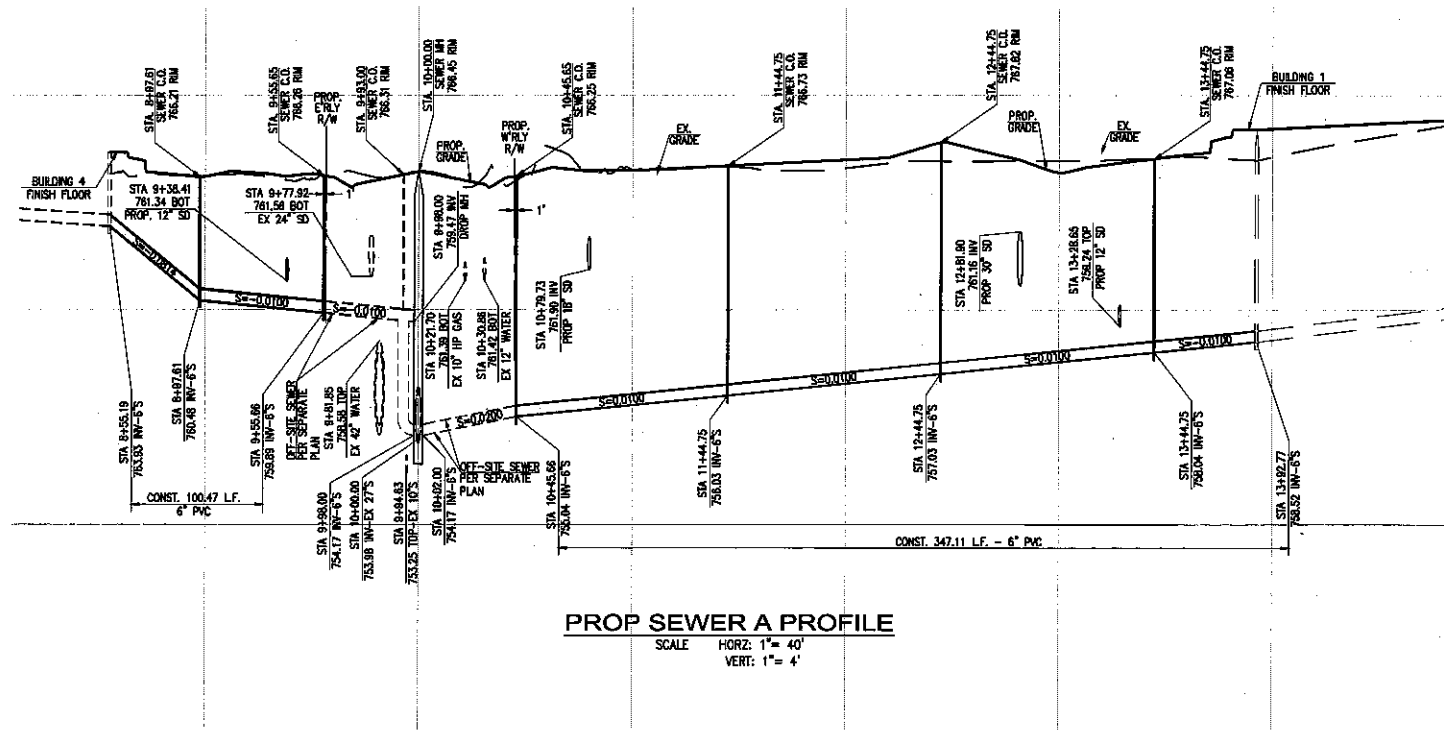 STA. 8+97.61
SEWER C.O.
766.21 RIM
STA. 9+55.65
SEWER C.O.
766.26 RIM
PROP.
E'RLY
R/W
STA. 9+93.00
SEWER C.O.
766.31 RIM
STA. 10+00.00
SEWER MH
766.45 RIM
PROP.
GRADE
PROP.
W'RLY
R/W
STA. 10+45.65
SEWER C.O.
766.25 RIM
EX.
GRADE
STA. 11+44.75
SEWER C.O.
766.73 RIM
STA. 12+44.75
SEWER C.O.
767.82 RIM
PROP.
GRADE
EX.
GRADE
STA. 13+44.75
SEWER C.O.
767.06 RIM
BUILDING 1
FINISH FLOOR
BUILDING 4
FINISH FLOOR
STA 9+38.41
761.34 BOT
PROP. 12" SD
STA 9+77.92
761.56 BOT
EX 24" SD
1'
1'
STA 9+98.00
759.47 INV
DROP MH
STA 10+21.70
761.39 BOT
EX 10" HP GAS
STA 10+30.86
761.42 BOT
EX 12" WATER
STA 10+79.73
761.90 INV
PROP 18" SD
STA 12+81.90
761.16 INV
PROP 30" SD
STA 13+28.65
759.24 TOP
PROP 12" SD
S=-0.0814
S=-0.0100
S=-0.0100
S=0.0200
S=0.0100
S=0.0100
S=0.0100
S=-0.0100
STA 8+55.19
763.93 INV-6"S
STA 8+97.61
760.48 INV-6"S
STA 9+55.66
759.89 INV-6"S
OFF-SITE SEWER
PER SEPARATE
PLAN
STA 9+81.85
758.58 TOP
EX 42" WATER
STA 9+98.00
754.17 INV-6"S
STA 10+00.00
753.98 INV-EX 27"S
STA 9+94.63
753.25 TOP-EX 10"S
STA 10+02.00
754.17 INV-6"S
OFF-SITE SEWER
PER SEPARATE
PLAN
STA 10+45.66
755.04 INV-6"S
STA 11+44.75
756.03 INV-6"S
STA 12+44.75
757.03 INV-6"S
STA 13+44.75
758.04 INV-6"S
STA 13+92.77
758.52 INV-6"S
CONST. 100.47 L.F.
6" PVC
CONST. 347.11 L.F. - 6" PVC
PROP SEWER A PROFILE
SCALE HORZ: 1"= 40'
VERT: 1"= 4'